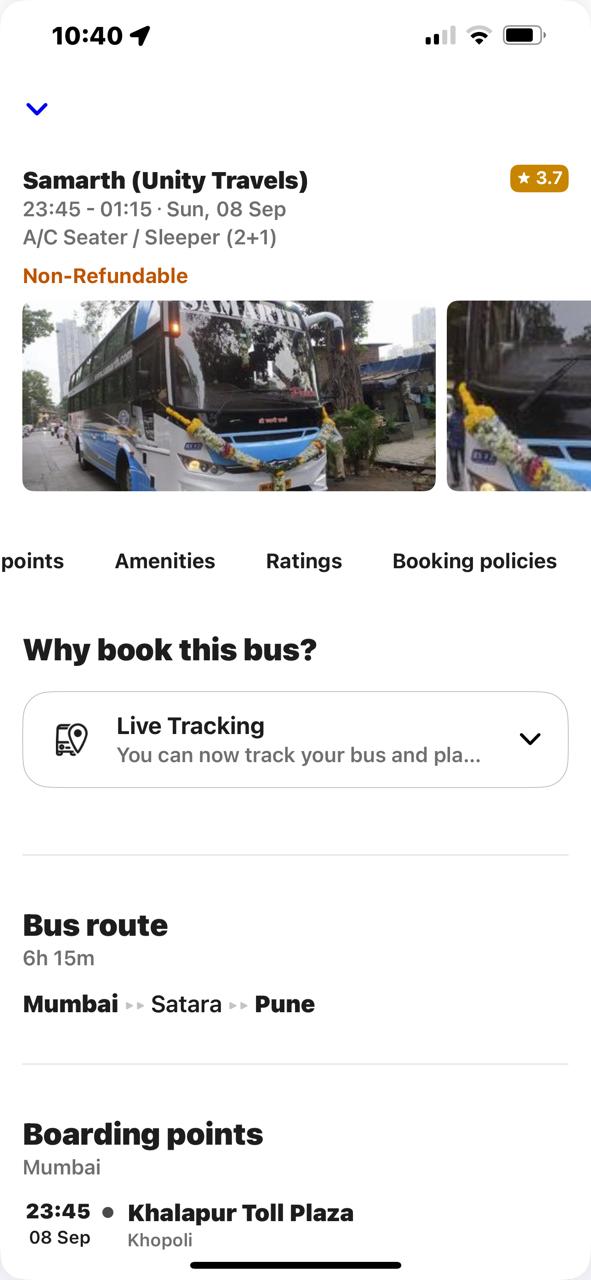 10:40
Samarth (Unity Travels)
★ 3.7
23:45 - 01:15 · Sun, 08 Sep
A/C Seater / Sleeper (2+1)
Non-Refundable
SAMARTH
points Amenities Ratings Booking policies
Why book this bus?
Live Tracking
You can now track your bus and pla...
Bus route
6h 15m
Mumbai ▸▸ Satara ▸▸ Pune
Boarding points
Mumbai
23:45 • Khalapur Toll Plaza
08 Sep Khopoli